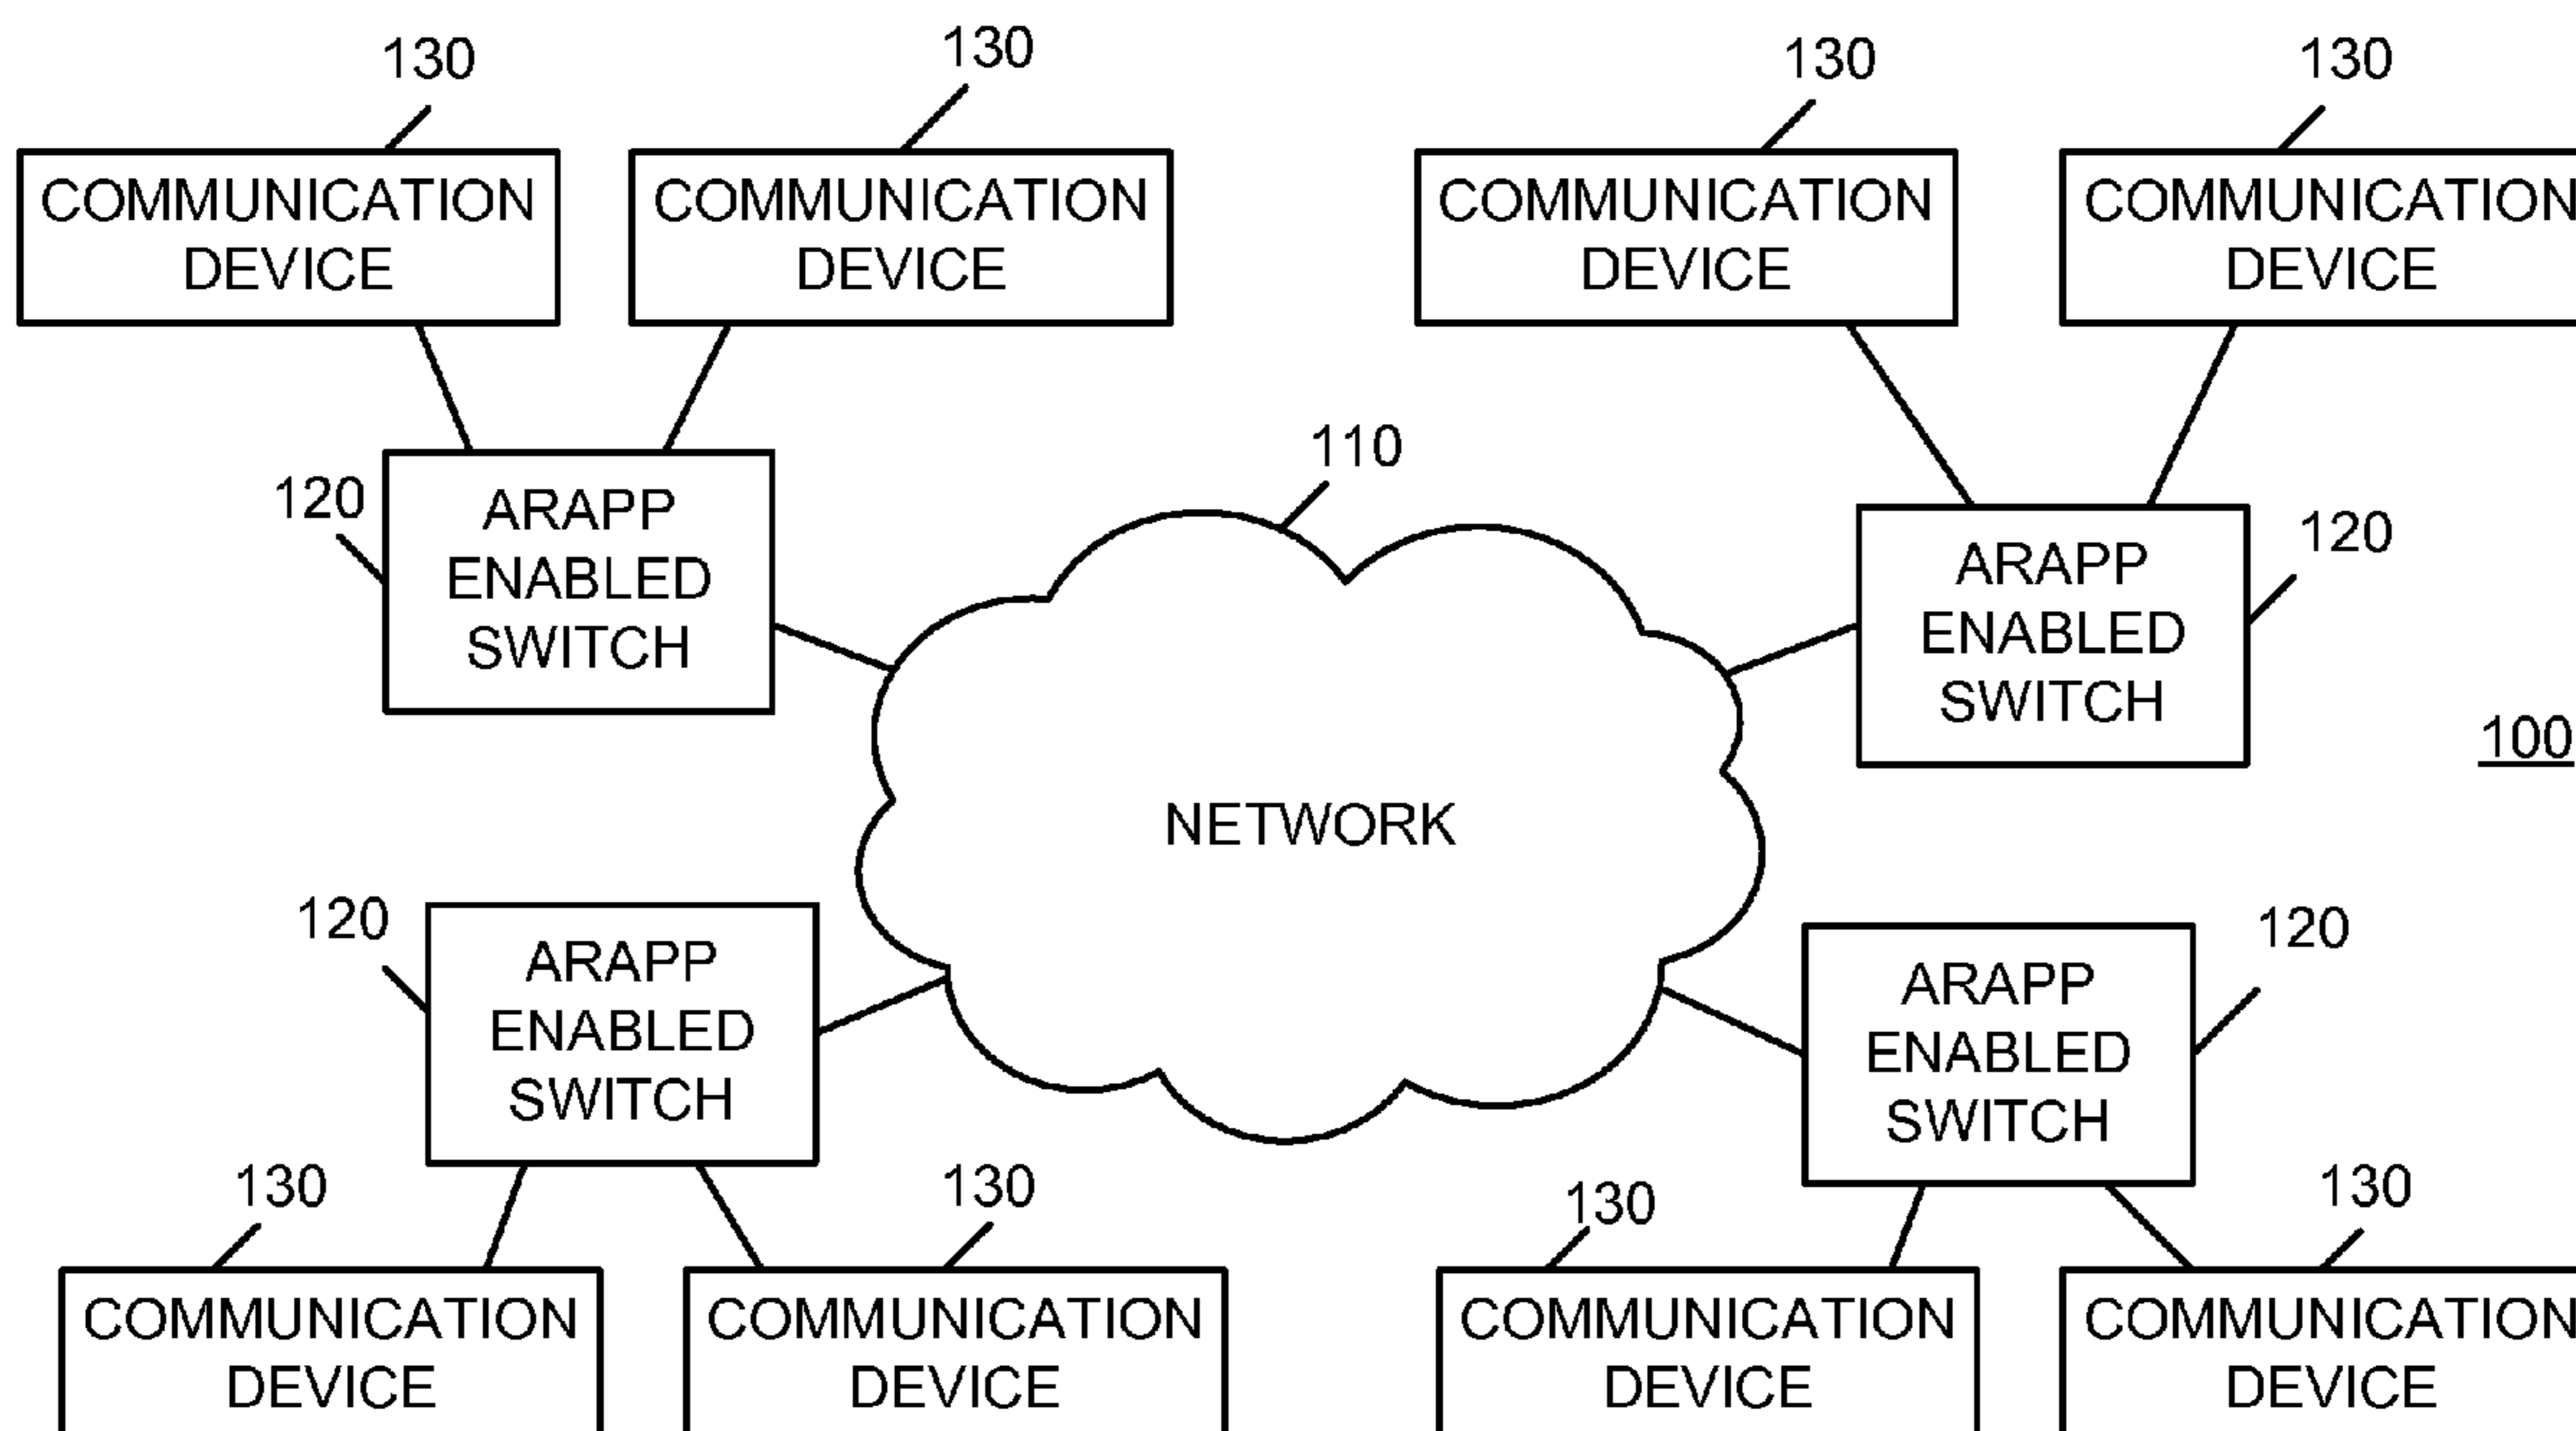 130
130
130
130
COMMUNICATION
DEVICE
COMMUNICATION
DEVICE
COMMUNICATION
DEVICE
COMMUNICATION
DEVICE
110
120
ARAPP
ENABLED
SWITCH
ARAPP
ENABLED
SWITCH
120
100
NETWORK
120
ARAPP
ENABLED
SWITCH
ARAPP
ENABLED
SWITCH
120
130
130
130
130
COMMUNICATION
DEVICE
COMMUNICATION
DEVICE
COMMUNICATION
DEVICE
COMMUNICATION
DEVICE